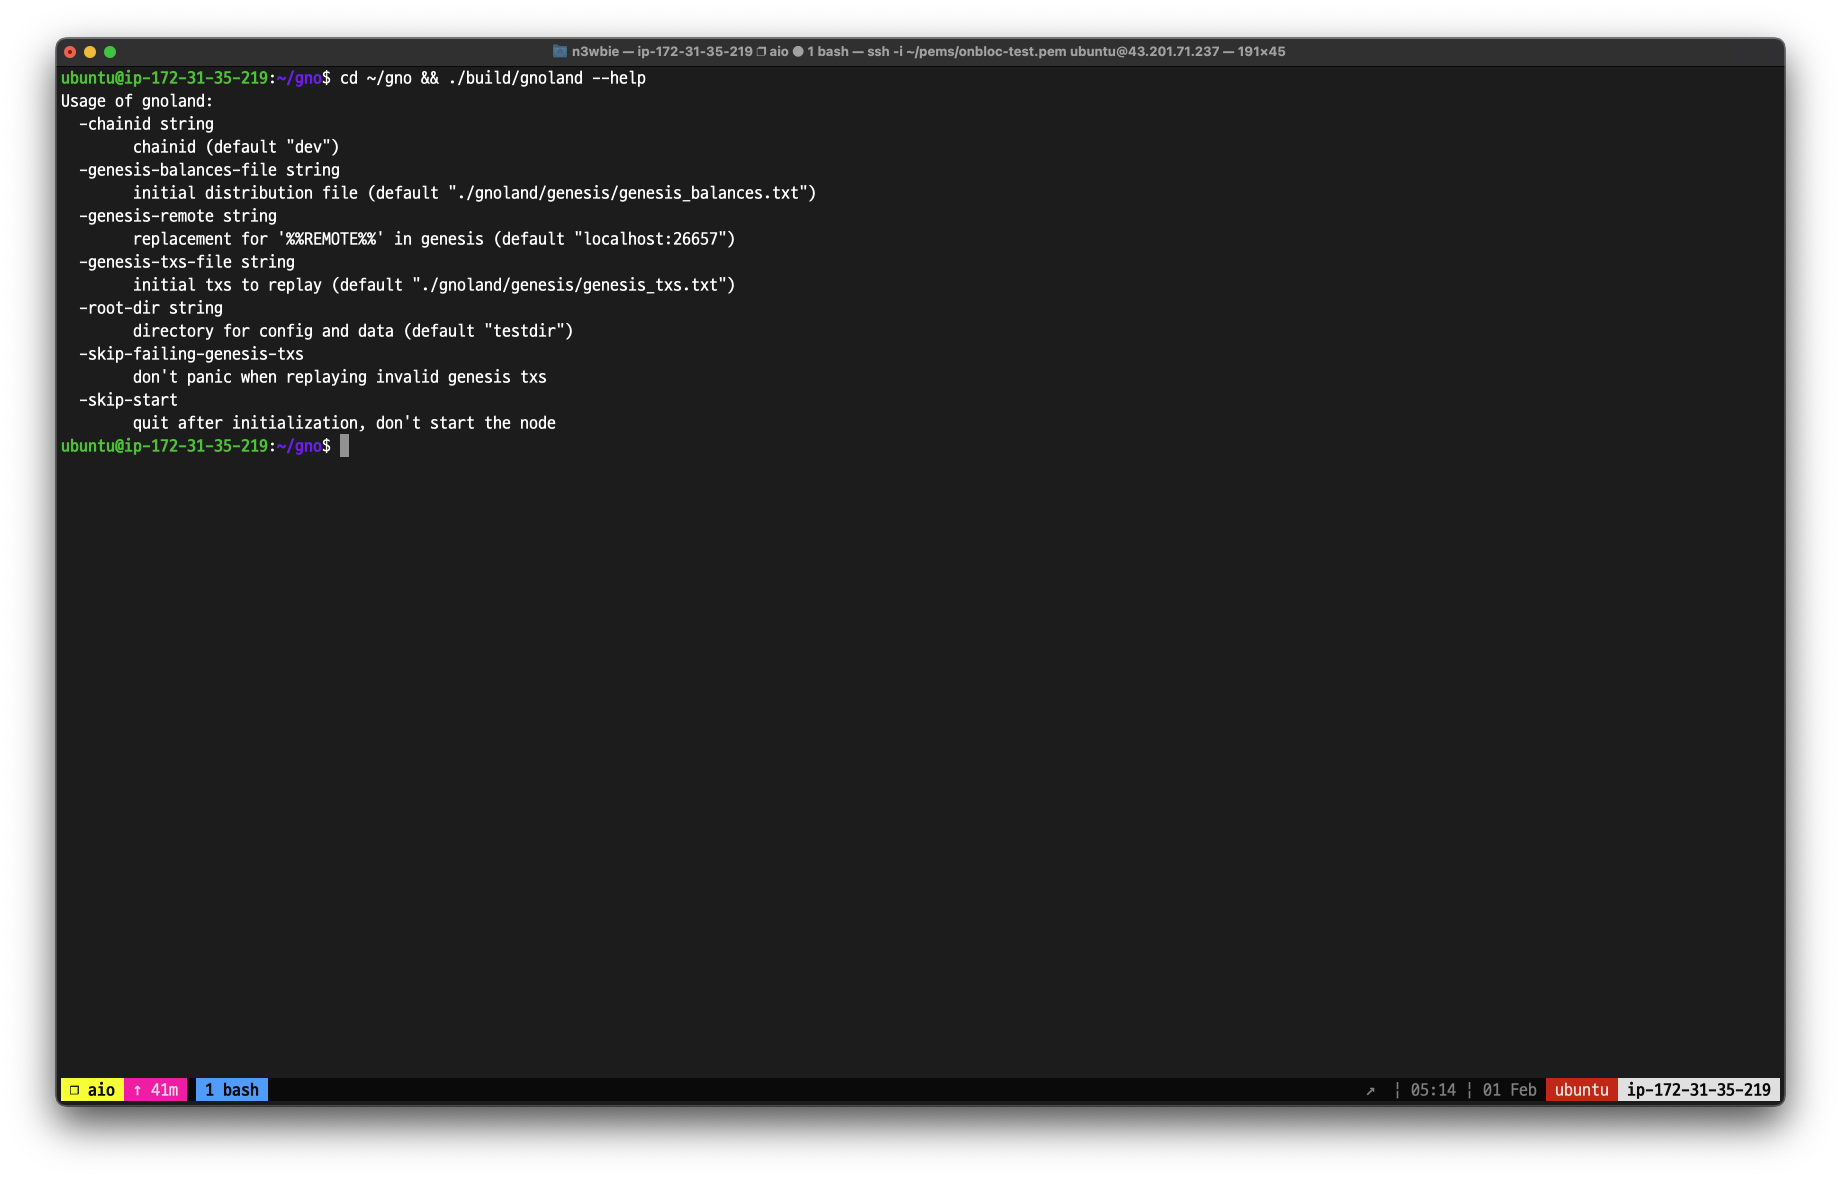 n3wbie — ip-172-31-35-219 ❐ aio ● 1 bash — ssh -i ~/pems/onbloc-test.pem ubuntu@43.201.71.237 — 191×45
ubuntu@ip-172-31-35-219:~/gno$ cd ~/gno && ./build/gnoland --help
Usage of gnoland:
  -chainid string
        chainid (default "dev")
  -genesis-balances-file string
        initial distribution file (default "./gnoland/genesis/genesis_balances.txt")
  -genesis-remote string
        replacement for '%%REMOTE%%' in genesis (default "localhost:26657")
  -genesis-txs-file string
        initial txs to replay (default "./gnoland/genesis/genesis_txs.txt")
  -root-dir string
        directory for config and data (default "testdir")
  -skip-failing-genesis-txs
        don't panic when replaying invalid genesis txs
  -skip-start
        quit after initialization, don't start the node
ubuntu@ip-172-31-35-219:~/gno$
❐ aio ↑ 41m 1 bash ↗ ¦ 05:14 ¦ 01 Feb ubuntu ip-172-31-35-219